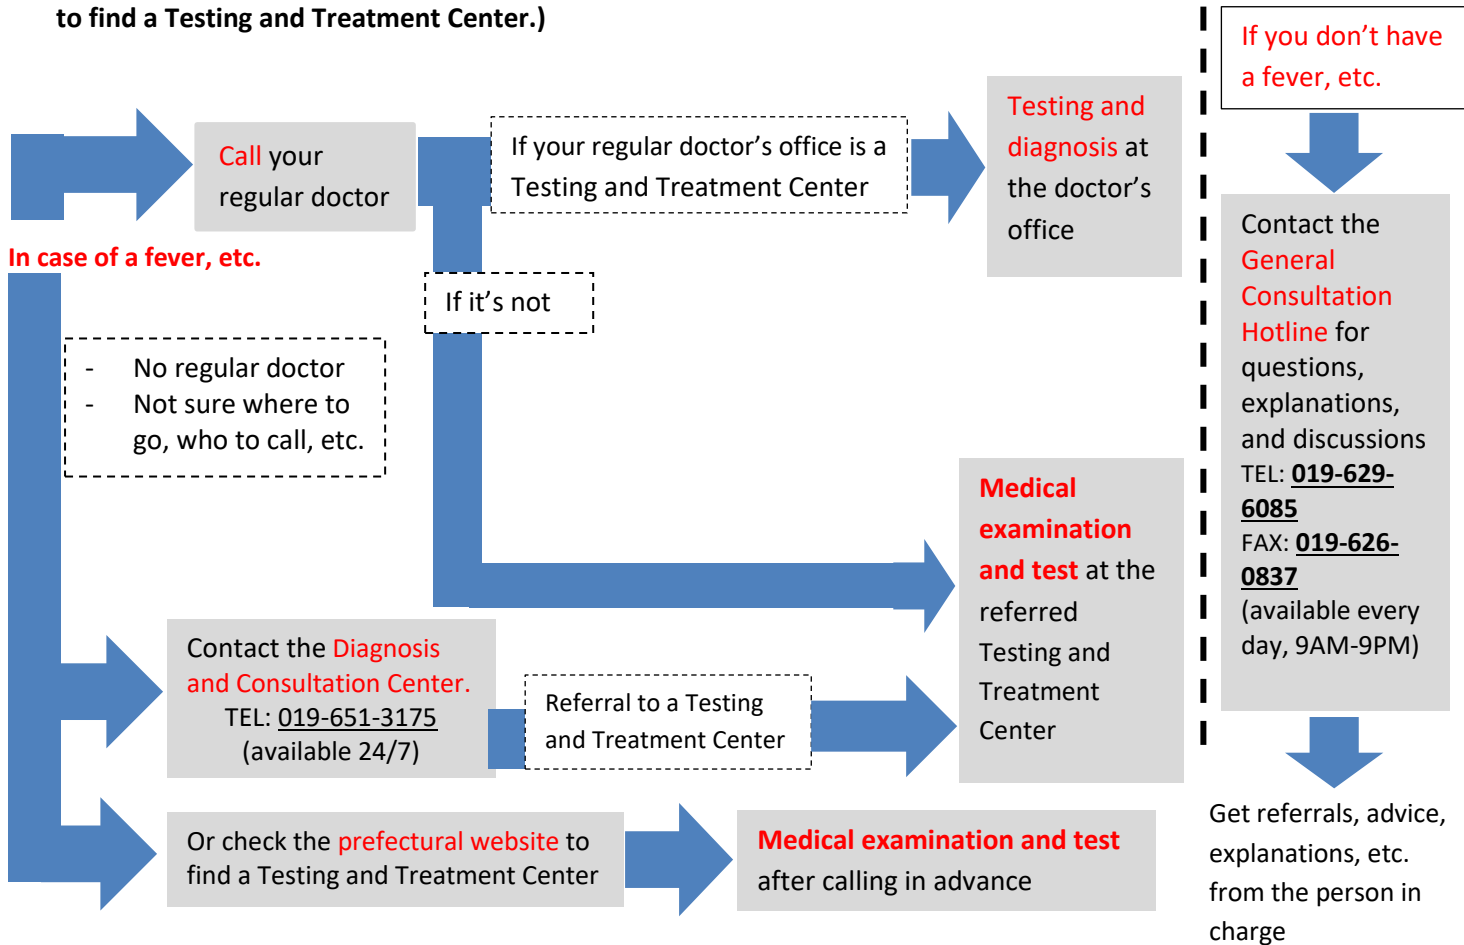 to find a Testing and Treatment Center.)
Call your
regular doctor
If your regular doctor’s office is a
Testing and Treatment Center
Testing and
diagnosis at
the doctor’s
office
In case of a fever, etc.
If it’s not
- No regular doctor
- Not sure where to
go, who to call, etc.
Medical
examination
and test at the
referred
Testing and
Treatment
Center
Contact the Diagnosis
and Consultation Center.
TEL: 019-651-3175
(available 24/7)
Referral to a Testing
and Treatment Center
Or check the prefectural website to
find a Testing and Treatment Center
Medical examination and test
after calling in advance
If you don’t have
a fever, etc.
Contact the
General
Consultation
Hotline for
questions,
explanations,
and discussions
TEL: 019-629-
6085
FAX: 019-626-
0837
(available every
day, 9AM-9PM)
Get referrals, advice,
explanations, etc.
from the person in
charge